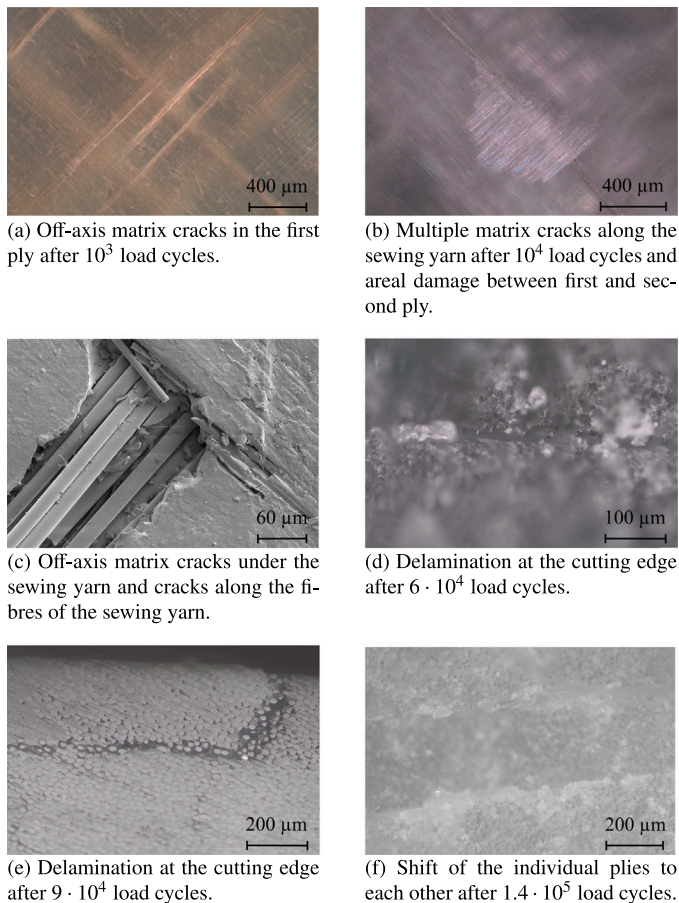 400 µm
400 µm
(a) Off-axis matrix cracks in the first
ply after 10³ load cycles.
(b) Multiple matrix cracks along the
sewing yarn after 10⁴ load cycles and
areal damage between first and sec-
ond ply.
60 µm
100 µm
(c) Off-axis matrix cracks under the
sewing yarn and cracks along the fi-
bres of the sewing yarn.
(d) Delamination at the cutting edge
after 6 · 10⁴ load cycles.
200 µm
200 µm
(e) Delamination at the cutting edge
after 9 · 10⁴ load cycles.
(f) Shift of the individual plies to
each other after 1.4 · 10⁵ load cycles.